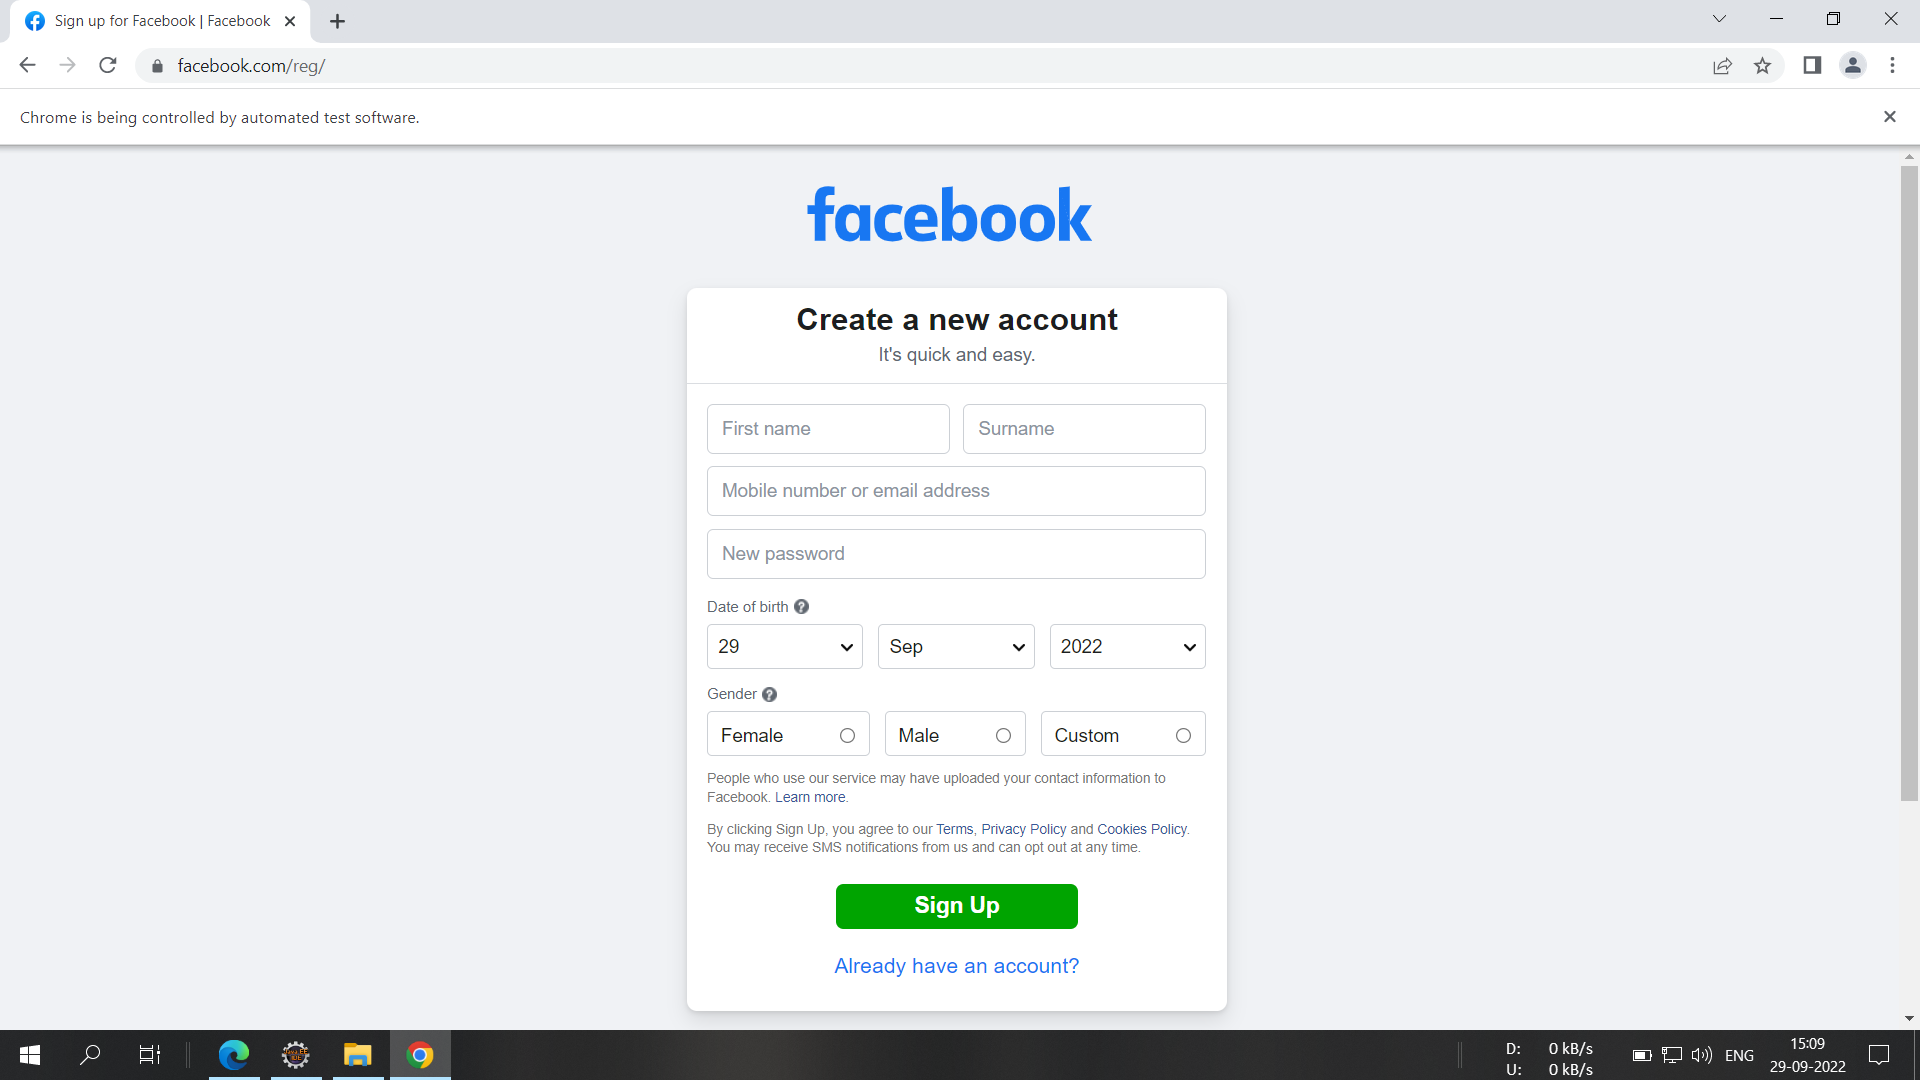 Sign up for Facebook | Facebook
facebook.com/reg/
Chrome is being controlled by automated test software.
facebook
Create a new account
It's quick and easy.
First name Surname
Mobile number or email address
New password
Date of birth ?
29 Sep 2022
Gender ?
Female Male Custom
People who use our service may have uploaded your contact information to
Facebook. Learn more.
By clicking Sign Up, you agree to our Terms, Privacy Policy and Cookies Policy.
You may receive SMS notifications from us and can opt out at any time.
Sign Up
Already have an account?
D: 0 kB/s
U: 0 kB/s
ENG
15:09
29-09-2022